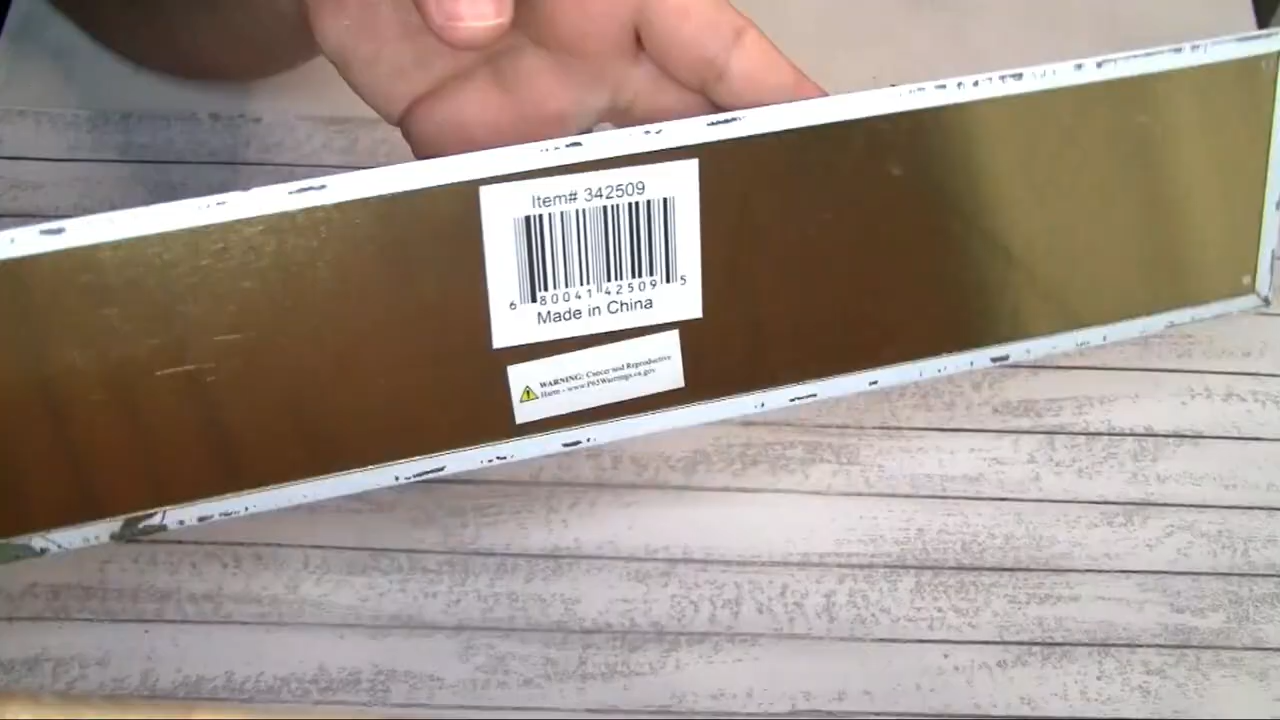 Item# 342509
6 80041 42509 5
Made in China
WARNING: Cancer and Reproductive
Harm - www.P65Warnings.ca.gov